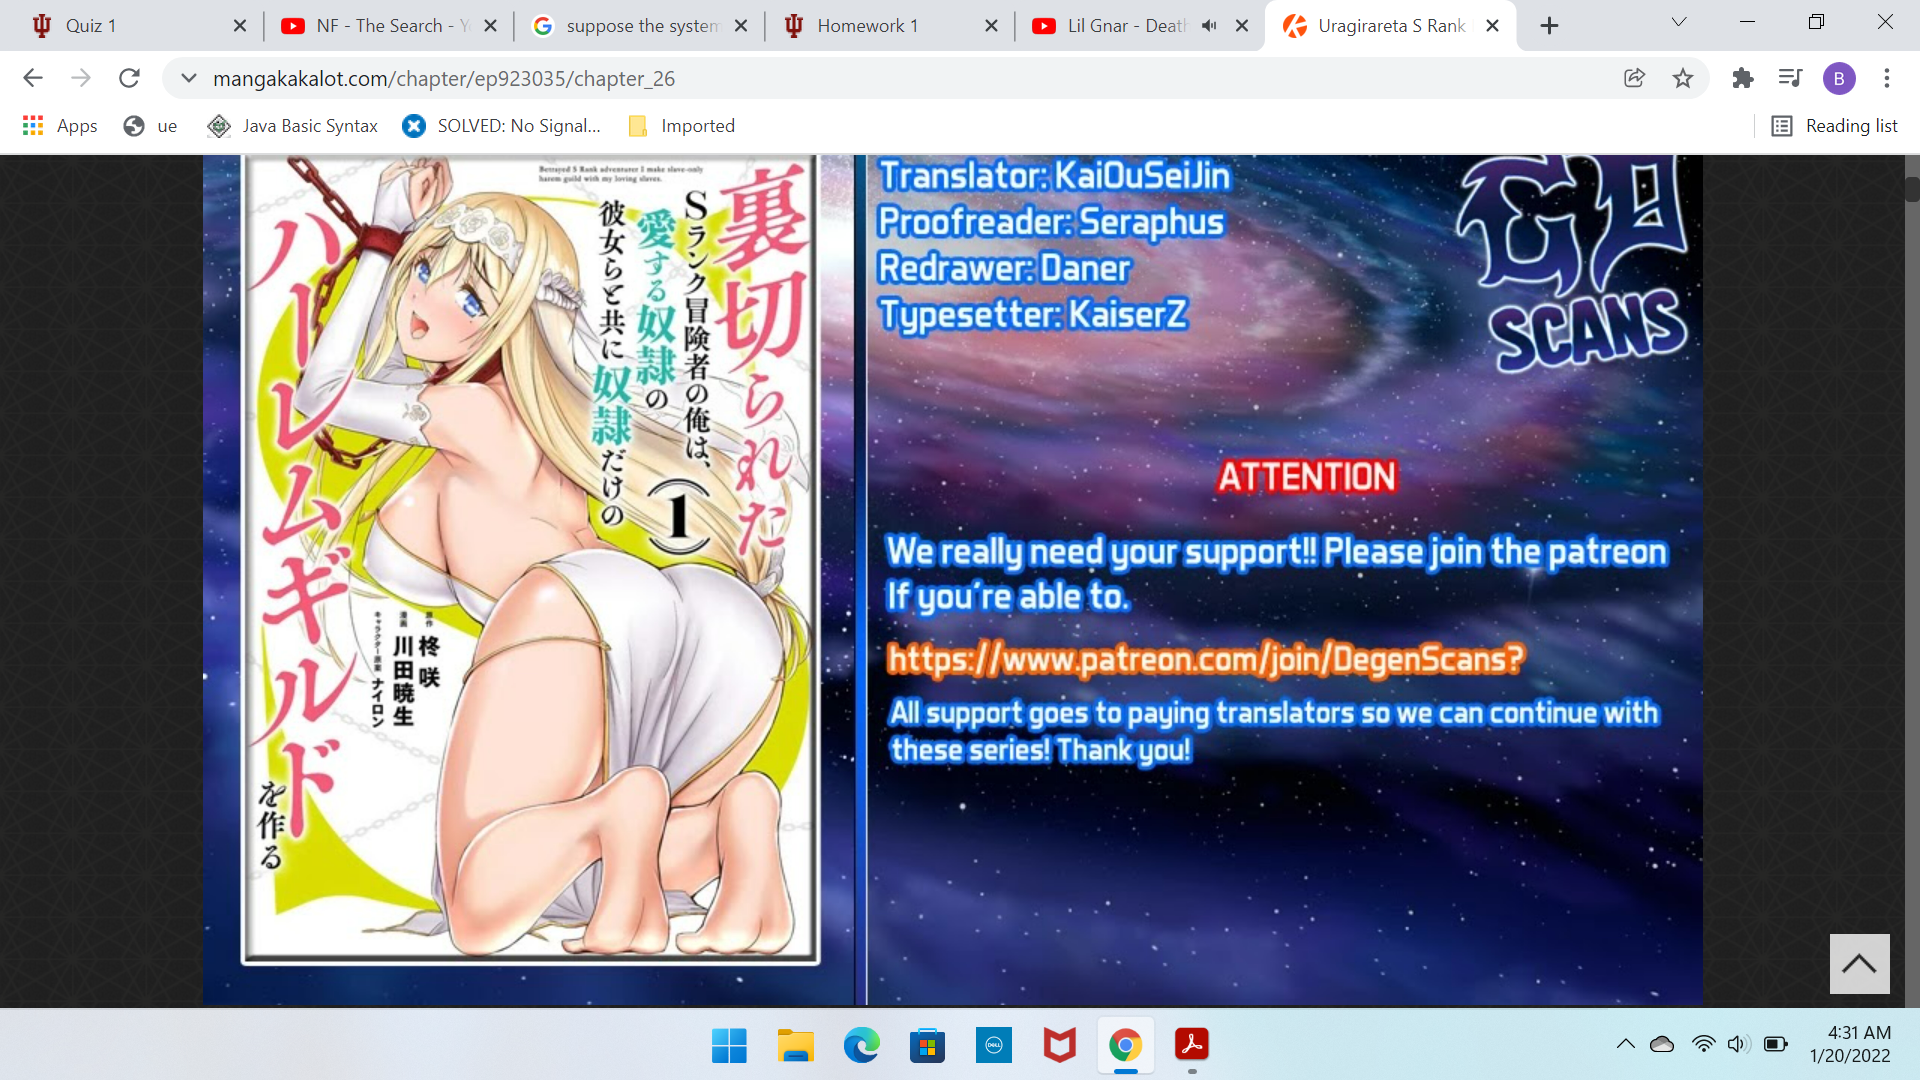 Quiz 1
NF - The Search - Y
suppose the system
Homework 1
Lil Gnar - Death
Uragirareta S Rank
mangakakalot.com/chapter/ep923035/chapter_26
B
Apps
ue
Java Basic Syntax
SOLVED: No Signal...
Imported
Reading list
Betrayed S Rank adventurer I make slave-only
harem guild with my loving slaves.
裏切られた
Sランク冒険者の俺は、
愛する奴隷の
彼女らと共に奴隷だけの
ハーレムギルド
を作る
(1)
原作 柊咲
漫画 川田暁生
キャラクター原案 ナイロン
Translator: KaiOuSeiJin
Proofreader: Seraphus
Redrawer: Daner
Typesetter: KaiserZ
SCANS
ATTENTION
We really need your support!! Please join the patreon
If you're able to.
https://www.patreon.com/join/DegenScans?
All support goes to paying translators so we can continue with
these series! Thank you!
DELL
4:31 AM
1/20/2022